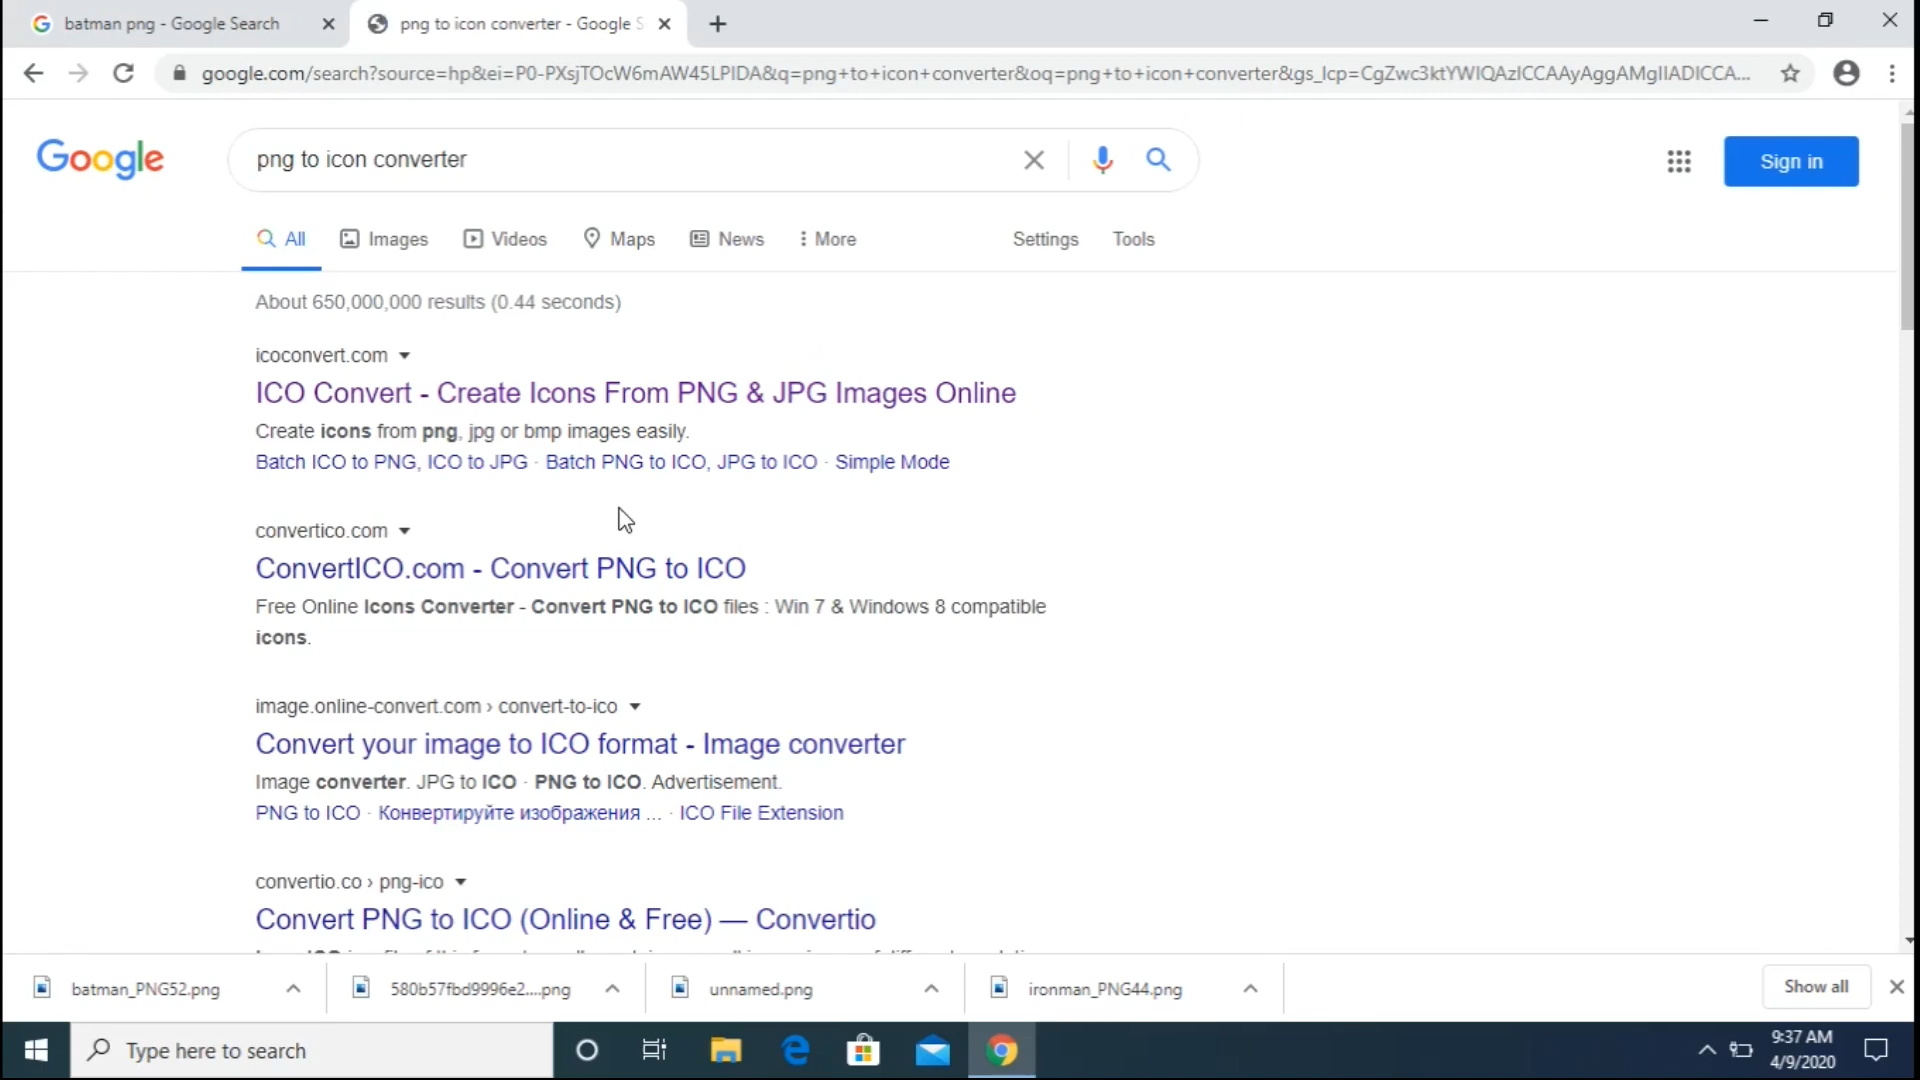 batman png - Google Search
png to icon converter - Google S
google.com/search?source=hp&ei=P0-PXsjTOcW6mAW45LPIDA&q=png+to+icon+converter&oq=png+to+icon+converter&gs_lcp=CgZwc3ktYWIQAzICCAAyAggAMgIIADICCA...
Google
png to icon converter
Sign in
All
Images
Videos
Maps
News
More
Settings
Tools
About 650,000,000 results (0.44 seconds)
icoconvert.com
ICO Convert - Create Icons From PNG & JPG Images Online
Create icons from png, jpg or bmp images easily.
Batch ICO to PNG, ICO to JPG · Batch PNG to ICO, JPG to ICO · Simple Mode
convertico.com
ConvertICO.com - Convert PNG to ICO
Free Online Icons Converter - Convert PNG to ICO files : Win 7 & Windows 8 compatible
icons.
image.online-convert.com › convert-to-ico
Convert your image to ICO format - Image converter
Image converter. JPG to ICO · PNG to ICO. Advertisement.
PNG to ICO · Конвертируйте изображения ... · ICO File Extension
convertio.co › png-ico
Convert PNG to ICO (Online & Free) — Convertio
batman_PNG52.png
580b57fbd9996e2....png
unnamed.png
ironman_PNG44.png
Show all
Type here to search
9:37 AM
4/9/2020